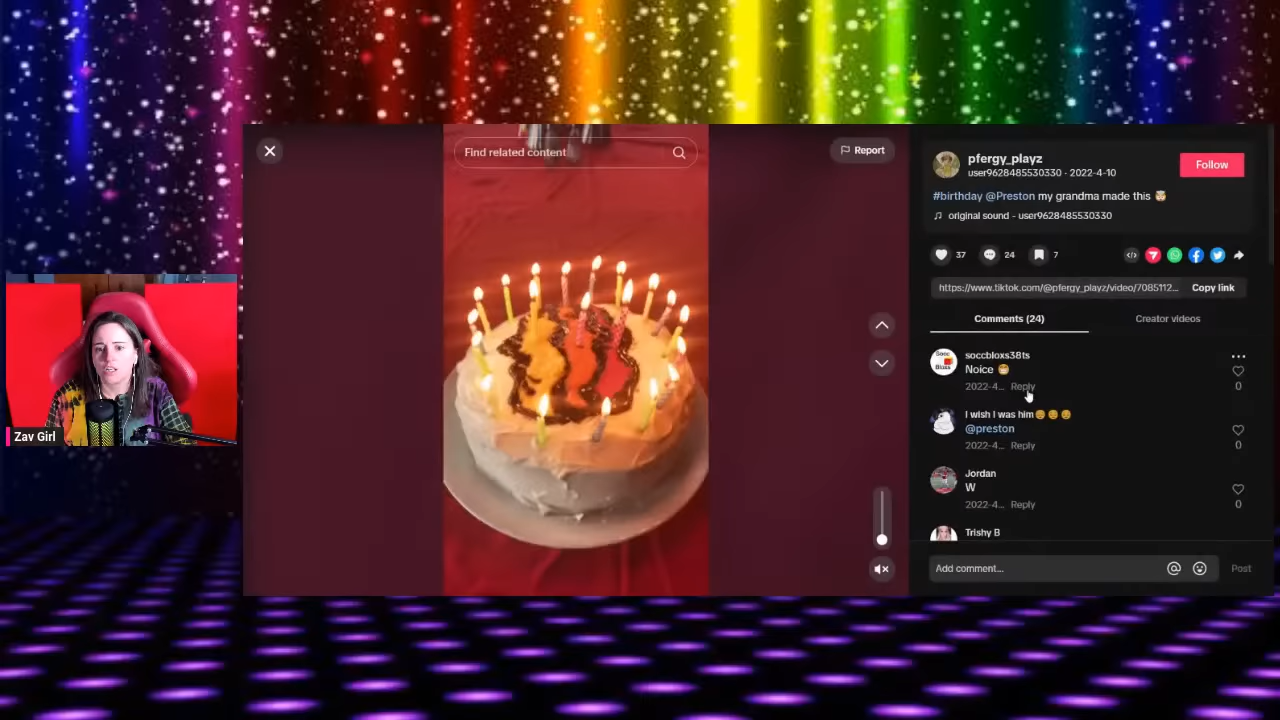 Find related content
Report
pfergy_playz
user9628485530330 · 2022-4-10
Follow
#birthday @Preston my grandma made this
original sound - user9628485530330
37
24
7
https://www.tiktok.com/@pfergy_playz/video/7085112...
Copy link
Comments (24)
Creator videos
soccbloxs38ts
Noice
2022-4... Reply
0
I wish I was him
@preston
2022-4... Reply
0
Jordan
W
2022-4... Reply
0
Trishy B
Add comment...
Post
Zav Girl